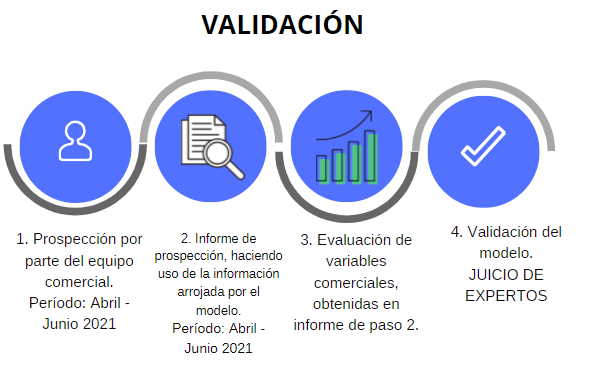 VALIDACIÓN
1. Prospección por
parte del equipo
comercial.
Período: Abril -
Junio 2021
2. Informe de
prospección, haciendo
uso de la información
arrojada por el
modelo.
Período: Abril -
Junio 2021
3. Evaluación de
variables
comerciales,
obtenidas en
informe de paso 2.
4. Validación del
modelo.
JUICIO DE
EXPERTOS